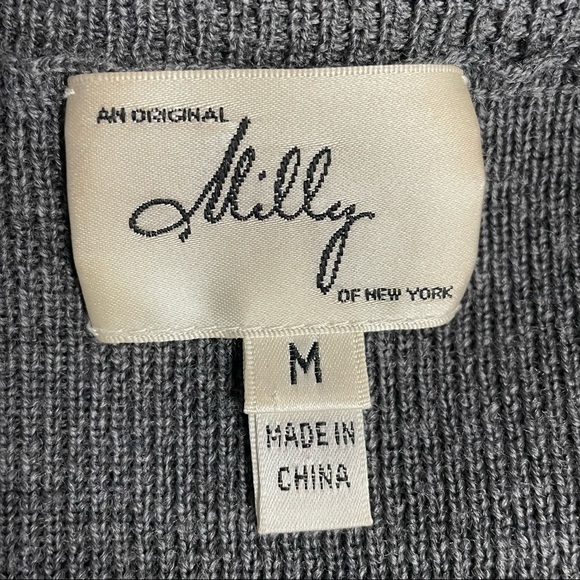 AN ORIGINAL
Milly
OF NEW YORK
M
MADE IN
CHINA